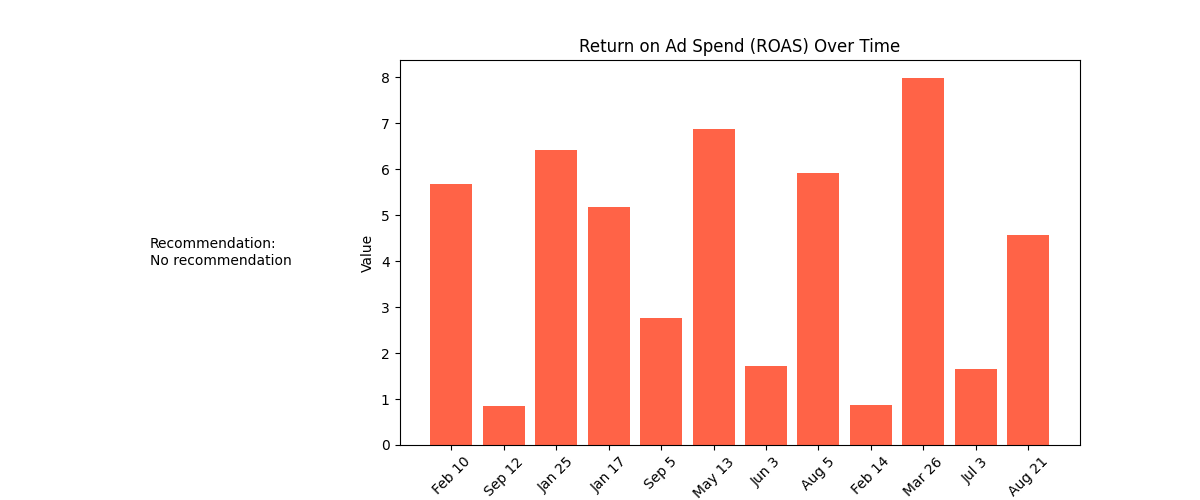 Return on Ad Spend (ROAS) Over Time
Recommendation:
No recommendation
Value
8
7
6
5
4
3
2
1
0
Feb 10
Sep 12
Jan 25
Jan 17
Sep 5
May 13
Jun 3
Aug 5
Feb 14
Mar 26
Jul 3
Aug 21